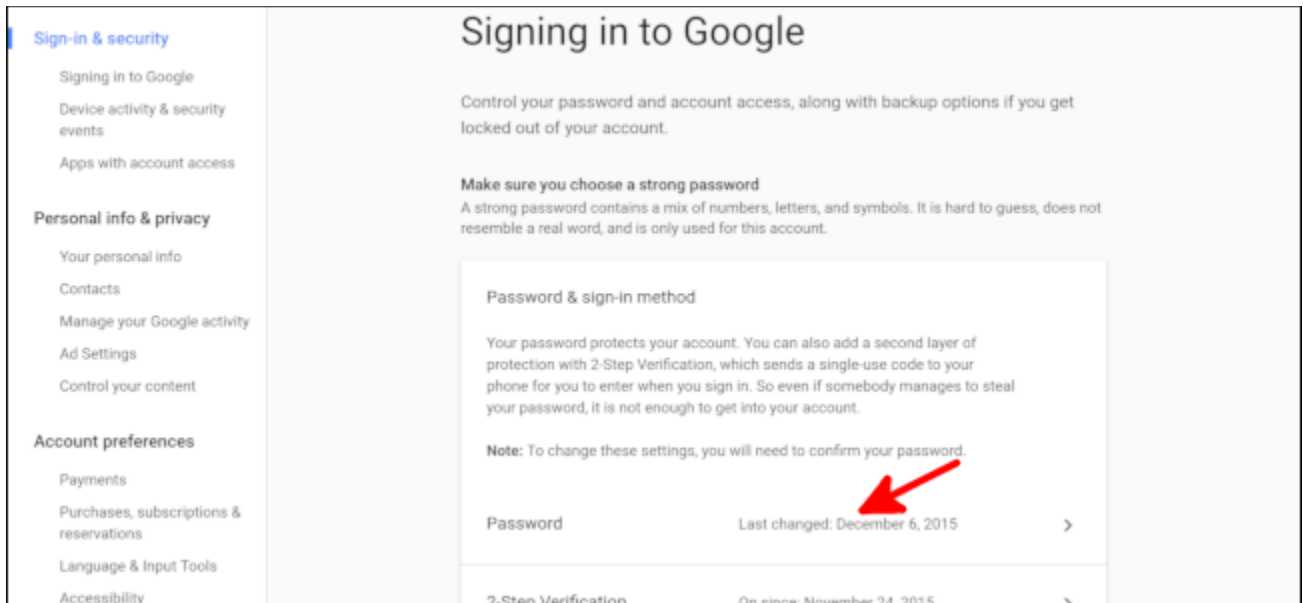 Sign-in & security
Signing in to Google
Device activity & security
events
Apps with account access
Personal info & privacy
Your personal info
Contacts
Manage your Google activity
Ad Settings
Control your content
Account preferences
Payments
Purchases, subscriptions &
reservations
Language & Input Tools
Accessibility
Signing in to Google
Control your password and account access, along with backup options if you get
locked out of your account.
Make sure you choose a strong password
A strong password contains a mix of numbers, letters, and symbols. It is hard to guess, does not
resemble a real word, and is only used for this account.
Password & sign-in method
Your password protects your account. You can also add a second layer of
protection with 2-Step Verification, which sends a single-use code to your
phone for you to enter when you sign in. So even if somebody manages to steal
your password, it is not enough to get into your account.
Note: To change these settings, you will need to confirm your password.
Password Last changed: December 6, 2015
2-Step Verification On since: November 24, 2015